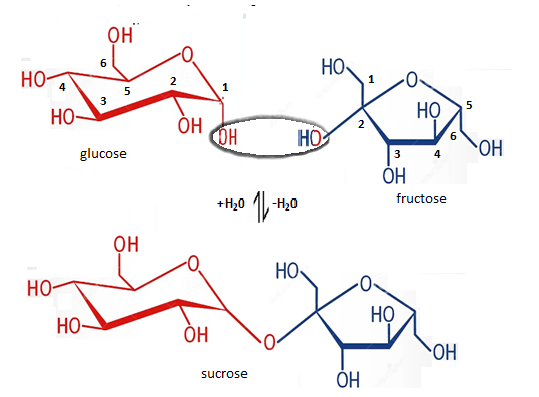 OH
6 O
HO 4 5 2 1
HO 3 OH OH
glucose
HO 1 O
HO 2 HO 5
3 4 6 OH
OH
fructose
+H₂O -H₂O
OH
O
HO
HO OH
O
HO O
HO
OH
OH
sucrose